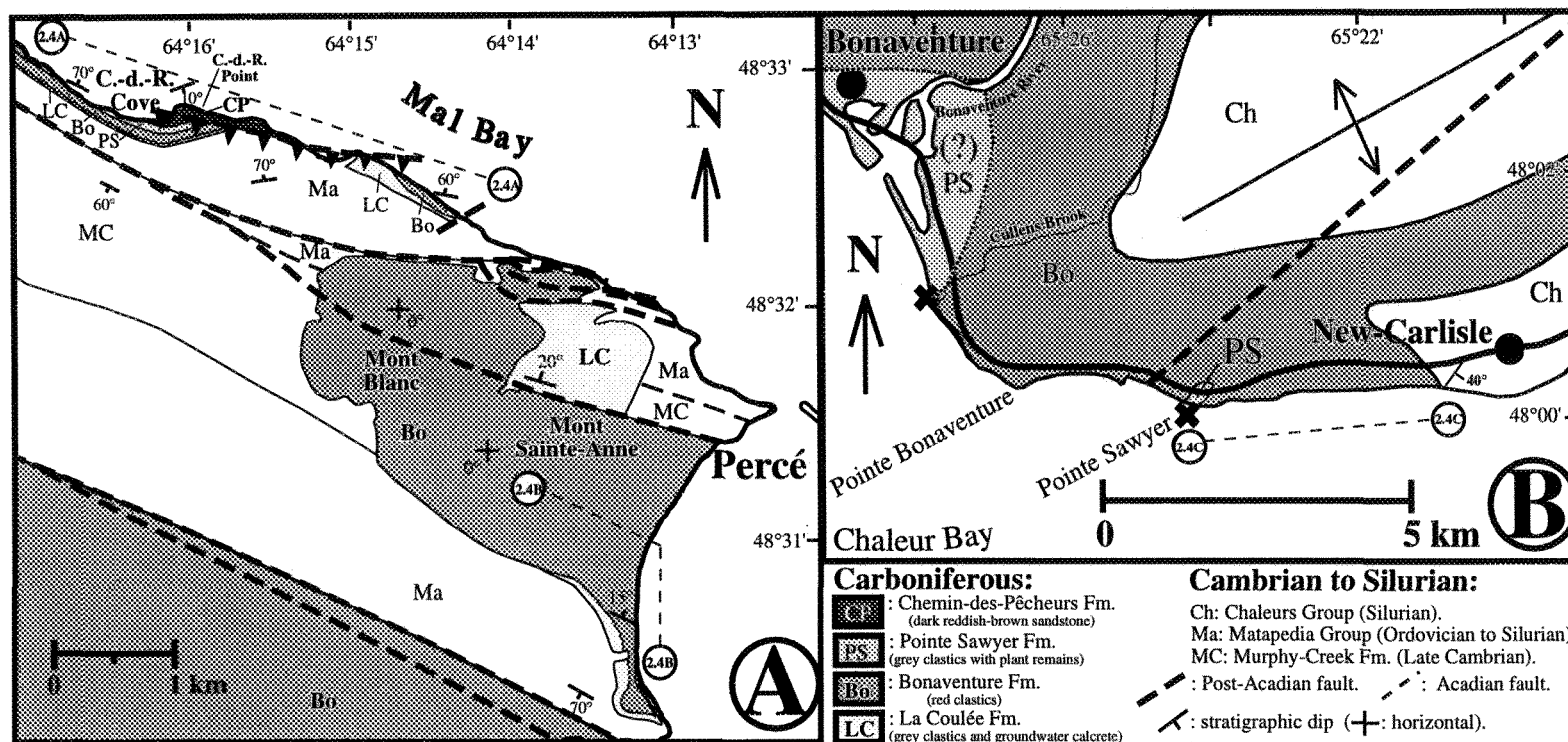 2.4A
64°16'
64°15'
64°14'
64°13'
C.-d.-R.
Point
70°
C.-d.-R.
Cove
0°
CP
48°33'
Mal Bay
N
LC
Bo
PS
70°
Ma
LC
Bo
60°
2.4A
60°
MC
Ma
48°32'
0°
Mont
Blanc
20°
LC
Ma
MC
Bo
Mont
Sainte-Anne
0°
Percé
2.4B
48°31'
Ma
15°
2.4B
0
1 km
Bo
70°
A
Bonaventure
65°26'
65°22'
Bonaventure River
Ch
(?)
PS
48°02'
Cullens Brook
N
Bo
Ch
New-Carlisle
PS
40°
48°00'
2.4C
2.4C
Pointe Bonaventure
Pointe Sawyer
0
5 km
Chaleur Bay
B
Carboniferous:
CP : Chemin-des-Pêcheurs Fm.
(dark reddish-brown sandstone)
PS : Pointe Sawyer Fm.
(grey clastics with plant remains)
Bo : Bonaventure Fm.
(red clastics)
LC : La Coulée Fm.
(grey clastics and groundwater calcrete)
Cambrian to Silurian:
Ch: Chaleurs Group (Silurian).
Ma: Matapedia Group (Ordovician to Silurian)
MC: Murphy-Creek Fm. (Late Cambrian).
: Post-Acadian fault. : Acadian fault.
: stratigraphic dip ( : horizontal).